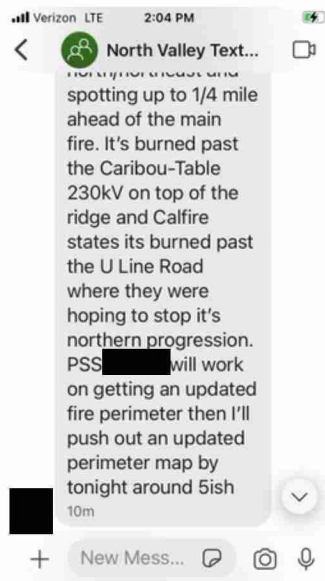 Verizon LTE 2:04 PM
North Valley Text...
spotting up to 1/4 mile
ahead of the main
fire. It's burned past
the Caribou-Table
230kV on top of the
ridge and Calfire
states its burned past
the U Line Road
where they were
hoping to stop it's
northern progression.
PSS will work
on getting an updated
fire perimeter then I'll
push out an updated
perimeter map by
tonight around 5ish
10m
New Mess...